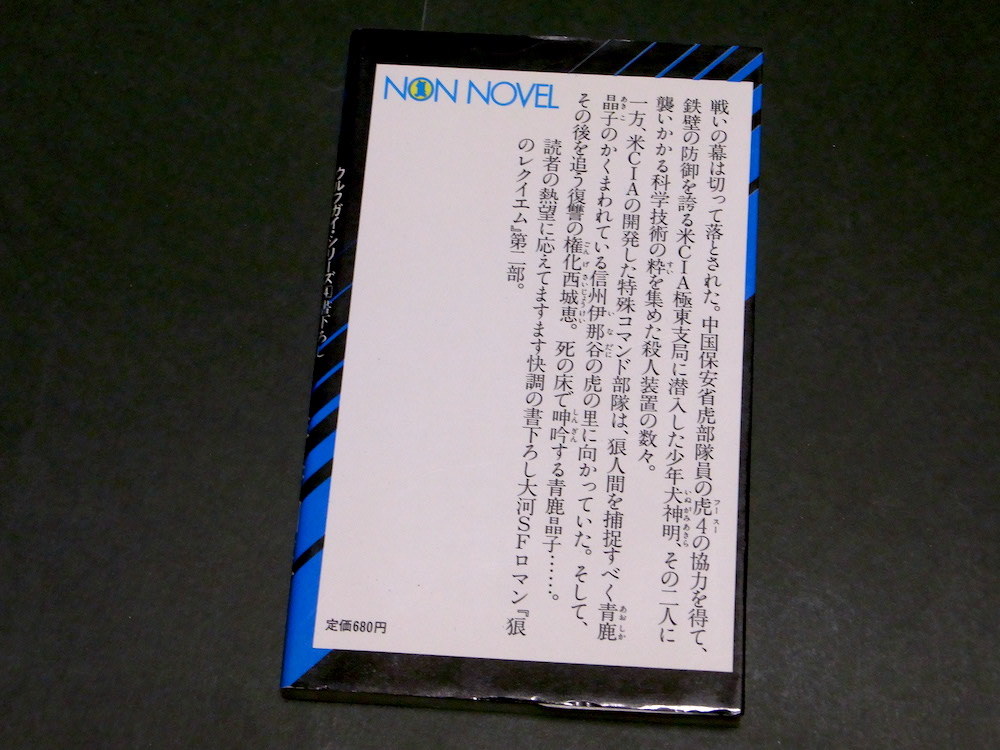 NON NOVEL
戦いの幕は切って落とされた。中国保安省虎部隊員の虎4の協力を得て、
鉄壁の防御を誇る米CIA極東支局に潜入した少年犬神明、その二人に
襲いかかる科学技術の粋を集めた殺人装置の数々。
一方、米CIAの開発した特殊コマンド部隊は、狼人間を捕捉すべく青鹿
晶子のかくまわれている信州伊那谷の虎の里に向かっていた。そして、
その後を追う復讐の権化西城恵。死の床で呻吟する青鹿晶子……。
読者の熱望に応えてますます快調の書下ろし大河SFロマン『狼
のレクイエム』第二部。
定価680円
ウルフガイ・シリーズ